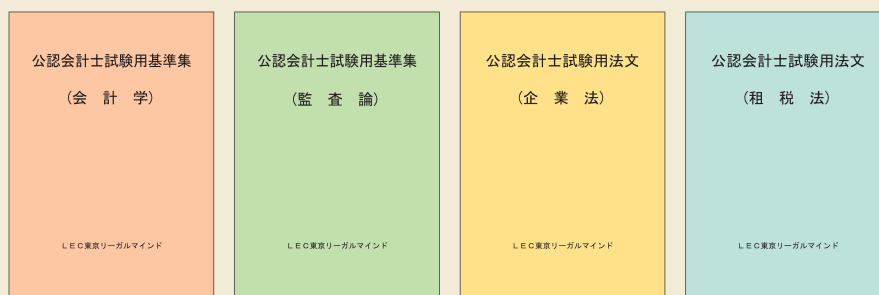 公認会計士試験用基準集
（会　計　学）
ＬＥＣ東京リーガルマインド
公認会計士試験用基準集
（監　査　論）
ＬＥＣ東京リーガルマインド
公認会計士試験用法文
（企　業　法）
ＬＥＣ東京リーガルマインド
公認会計士試験用法文
（租　税　法）
ＬＥＣ東京リーガルマインド